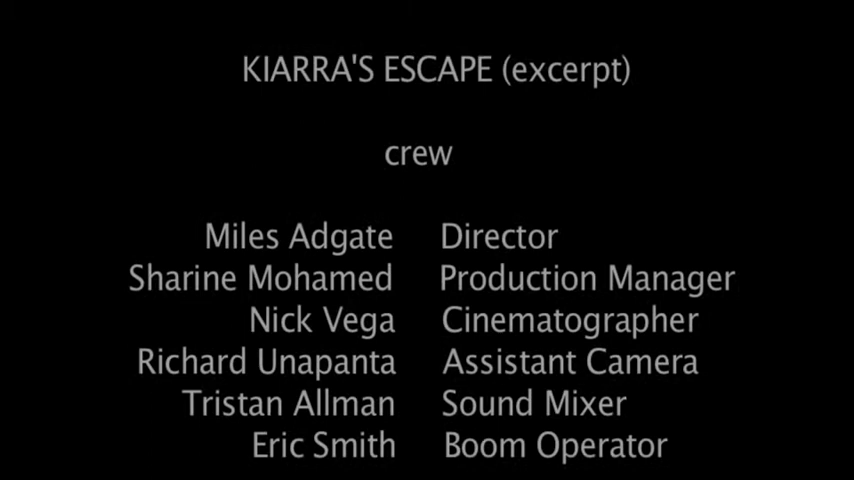 KIARRA'S ESCAPE (excerpt)
crew
Miles Adgate Director
Sharine Mohamed Production Manager
Nick Vega Cinematographer
Richard Unapanta Assistant Camera
Tristan Allman Sound Mixer
Eric Smith Boom Operator